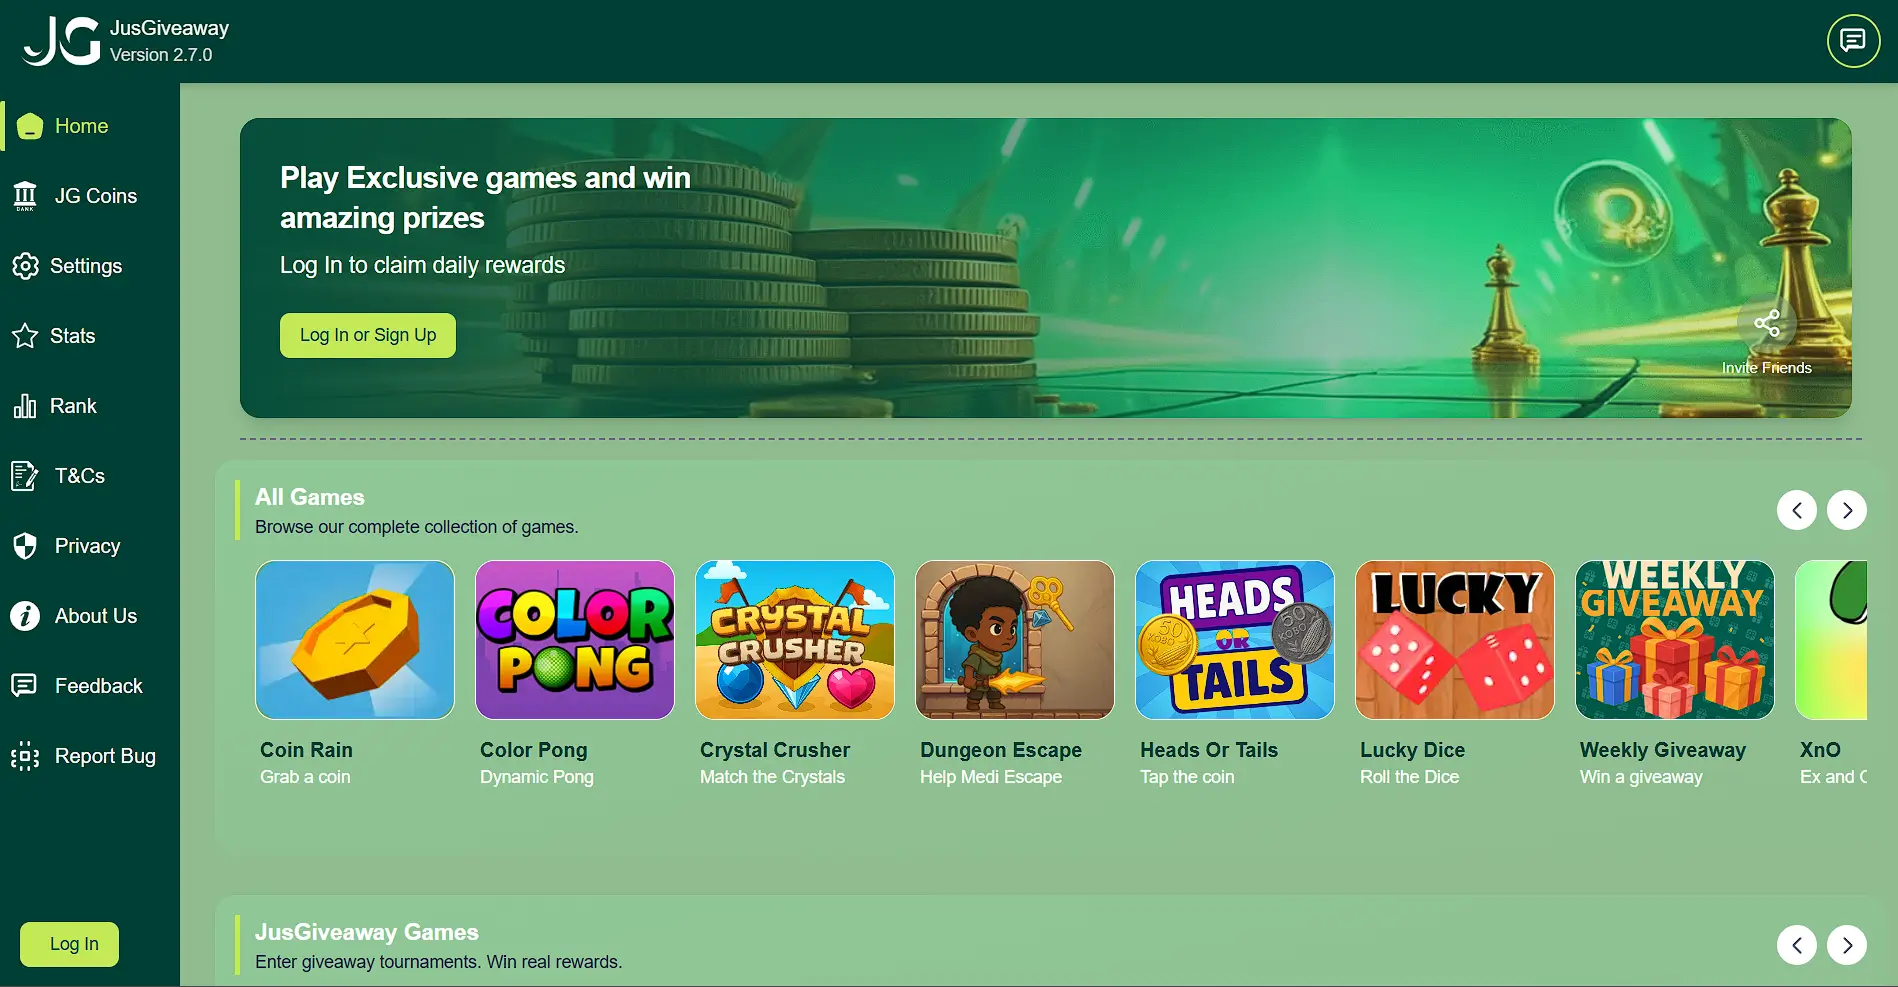 JG
JusGiveaway
Version 2.7.0
Home
BANK
JG Coins
Settings
Stats
Rank
T&Cs
Privacy
About Us
Feedback
Report Bug
Log In
Play Exclusive games and win
amazing prizes
Log In to claim daily rewards
Log In or Sign Up
Invite Friends
All Games
Browse our complete collection of games.
COLOR
PONG
CRYSTAL
CRUSHER
HEADS
OR
TAILS
50
KOBO
50
KOBO
LUCKY
WEEKLY
GIVEAWAY
Coin Rain
Grab a coin
Color Pong
Dynamic Pong
Crystal Crusher
Match the Crystals
Dungeon Escape
Help Medi Escape
Heads Or Tails
Tap the coin
Lucky Dice
Roll the Dice
Weekly Giveaway
Win a giveaway
XnO
Ex and
JusGiveaway Games
Enter giveaway tournaments. Win real rewards.